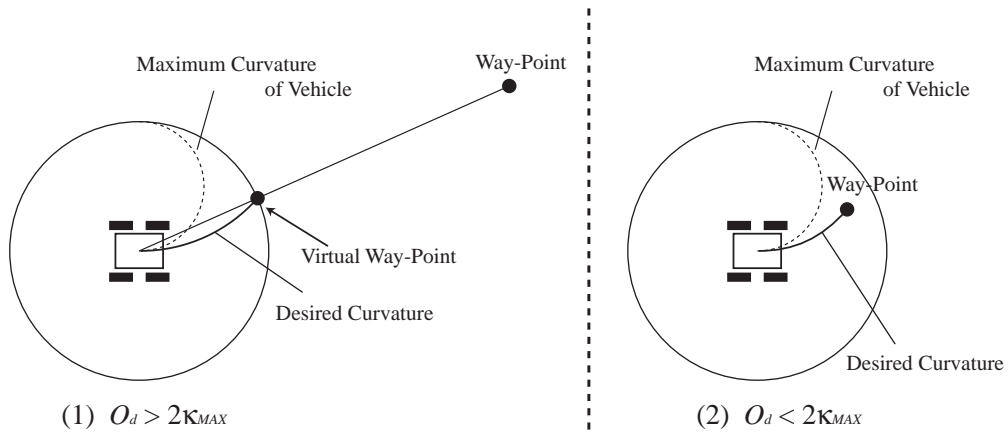 Maximum Curvature
of Vehicle
Way-Point
Virtual Way-Point
Desired Curvature
(1) Od > 2κMAX
Maximum Curvature
of Vehicle
Way-Point
Desired Curvature
(2) Od < 2κMAX